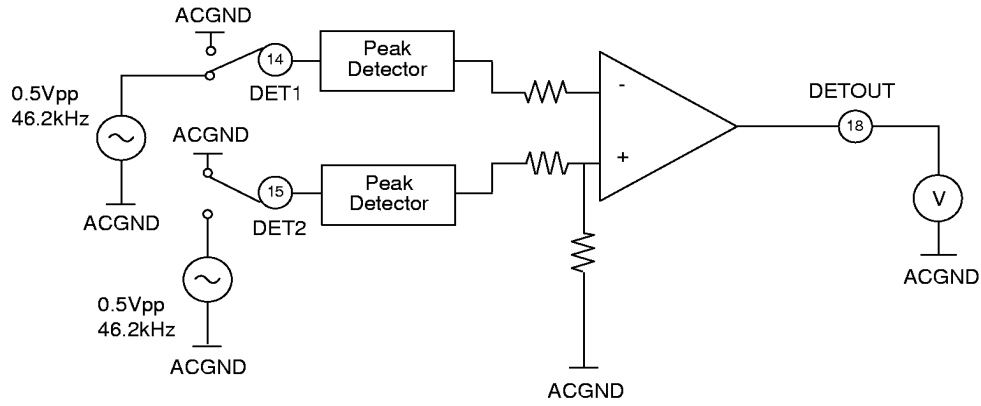 ACGND
0.5Vpp
46.2kHz
14
DET1
Peak
Detector
-
DETOUT
18
ACGND
ACGND
15
DET2
Peak
Detector
+
V
ACGND
0.5Vpp
46.2kHz
ACGND
ACGND